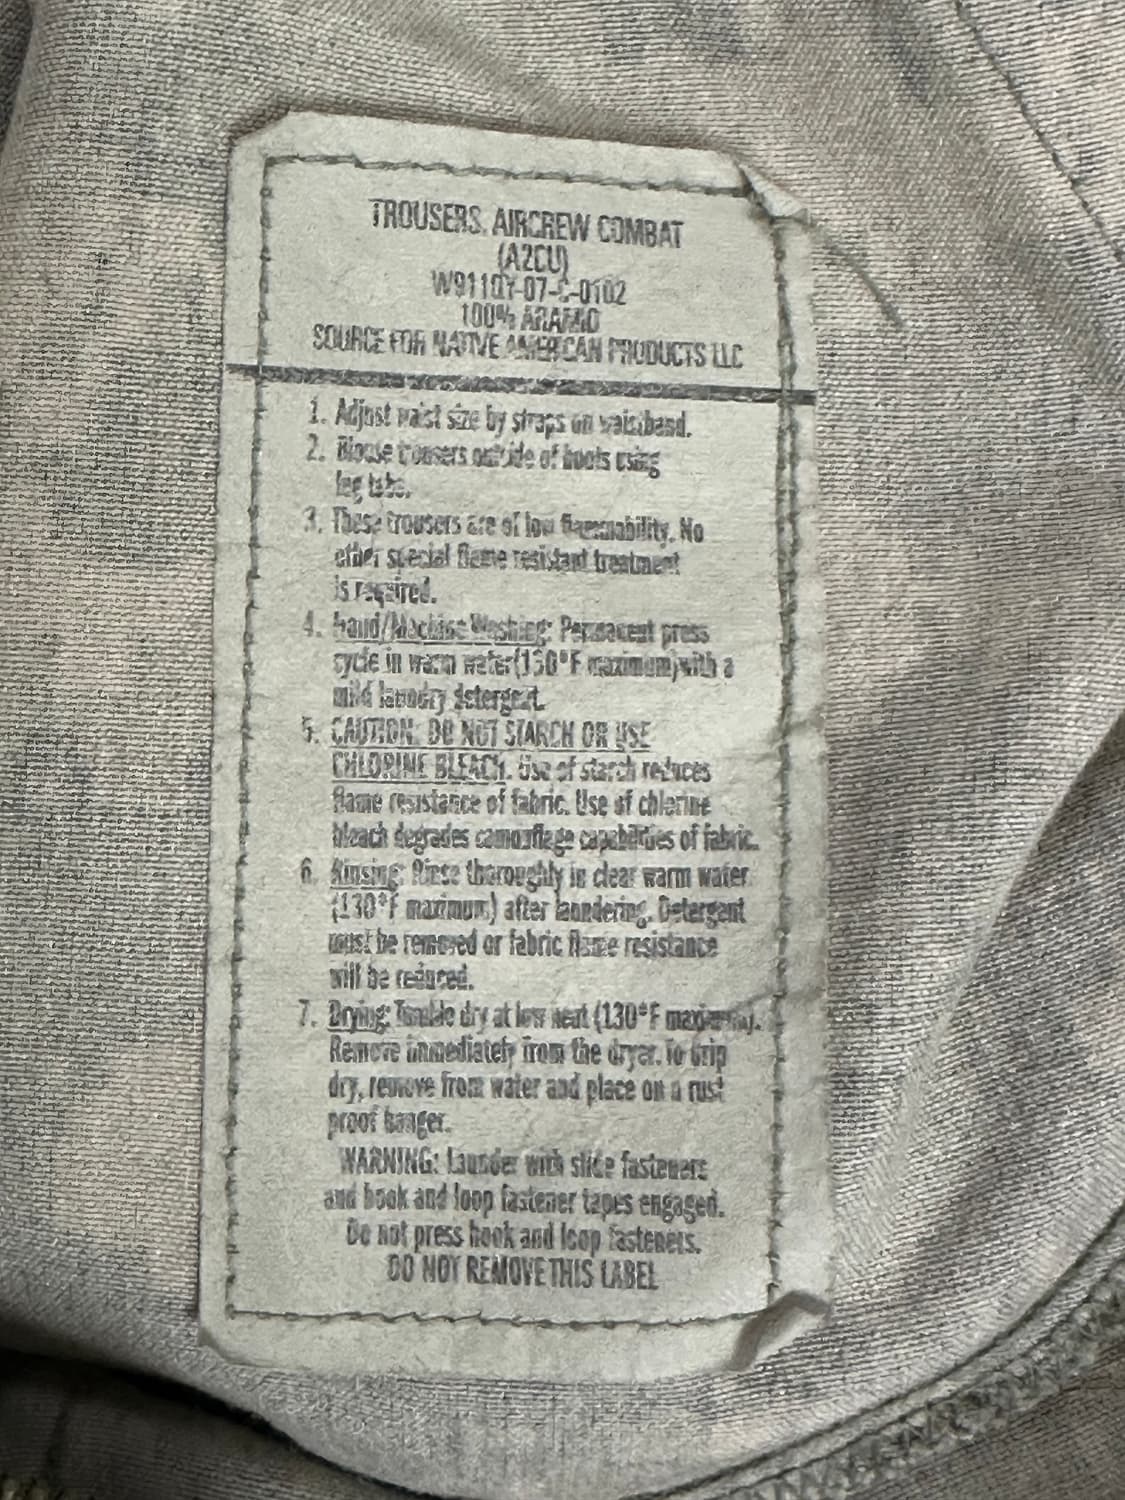 TROUSERS, AIRCREW COMBAT
(A2CU)
W911QY-07-C-0102
100% ARAMID
SOURCE FOR NATIVE AMERICAN PRODUCTS LLC
1. Adjust waist size by straps on waistband.
2. Blouse trousers outside of boots using
leg tabs.
3. These trousers are of low flammability. No
other special flame resistant treatment
is required.
4. Hand/Machine Washing: Permanent press
cycle in warm water(130°F maximum)with a
mild laundry detergent.
5. CAUTION: DO NOT STARCH OR USE
CHLORINE BLEACH. Use of starch reduces
flame resistance of fabric. Use of chlorine
bleach degrades camouflage capabilities of fabric.
6. Rinsing: Rinse thoroughly in clear warm water
(130°F maximum) after laundering. Detergent
must be removed or fabric flame resistance
will be reduced.
7. Drying: Tumble dry at low heat (130°F maximum).
Remove immediately from the dryer. To drip
dry, remove from water and place on a rust
proof hanger.
WARNING: Launder with slide fasteners
and hook and loop fastener tapes engaged.
Do not press hook and loop fasteners.
DO NOT REMOVE THIS LABEL